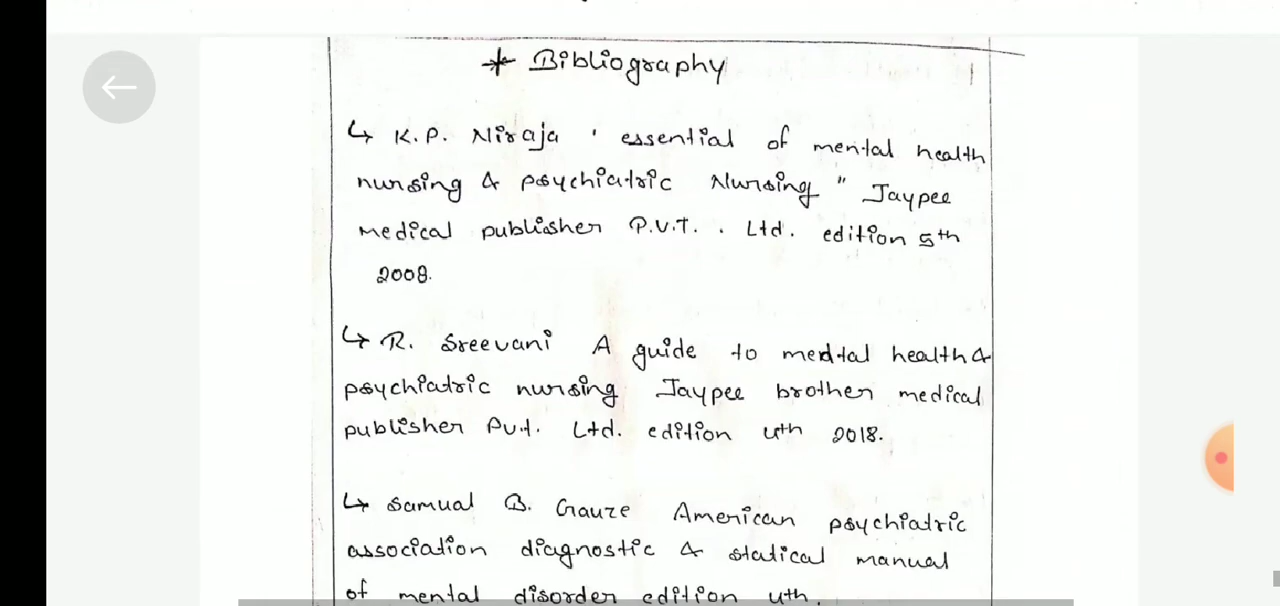 * Bibliography
↳ K.P. Niraja ' essential of mental health
nursing & psychiatric Nursing " Jaypee
Medical publisher P.V.T. . Ltd. edition 5th
2008.
↳ R. Sreevani A guide to mental health &
psychiatric nursing Jaypee brother medical
publisher Pvt. Ltd. edition 4th 2018.
↳ Samual B. Gauze American psychiatric
association diagnostic & statical manual
of mental disorder edition 4th.